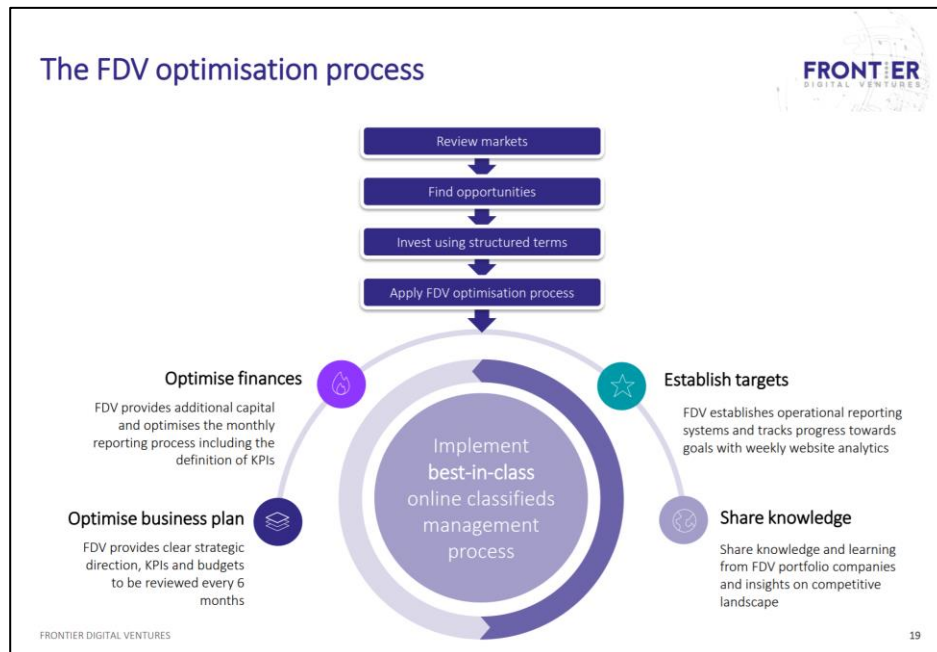 The FDV optimisation process
FRONTIER
DIGITAL VENTURES
Review markets
Find opportunities
Invest using structured terms
Apply FDV optimisation process
Optimise finances
FDV provides additional capital
and optimises the monthly
reporting process including the
definition of KPIs
Optimise business plan
FDV provides clear strategic
direction, KPIs and budgets
to be reviewed every 6
months
Implement
best-in-class
online classifieds
management
process
Establish targets
FDV establishes operational reporting
systems and tracks progress towards
goals with weekly website analytics
Share knowledge
Share knowledge and learning
from FDV portfolio companies
and insights on competitive
landscape
FRONTIER DIGITAL VENTURES
19